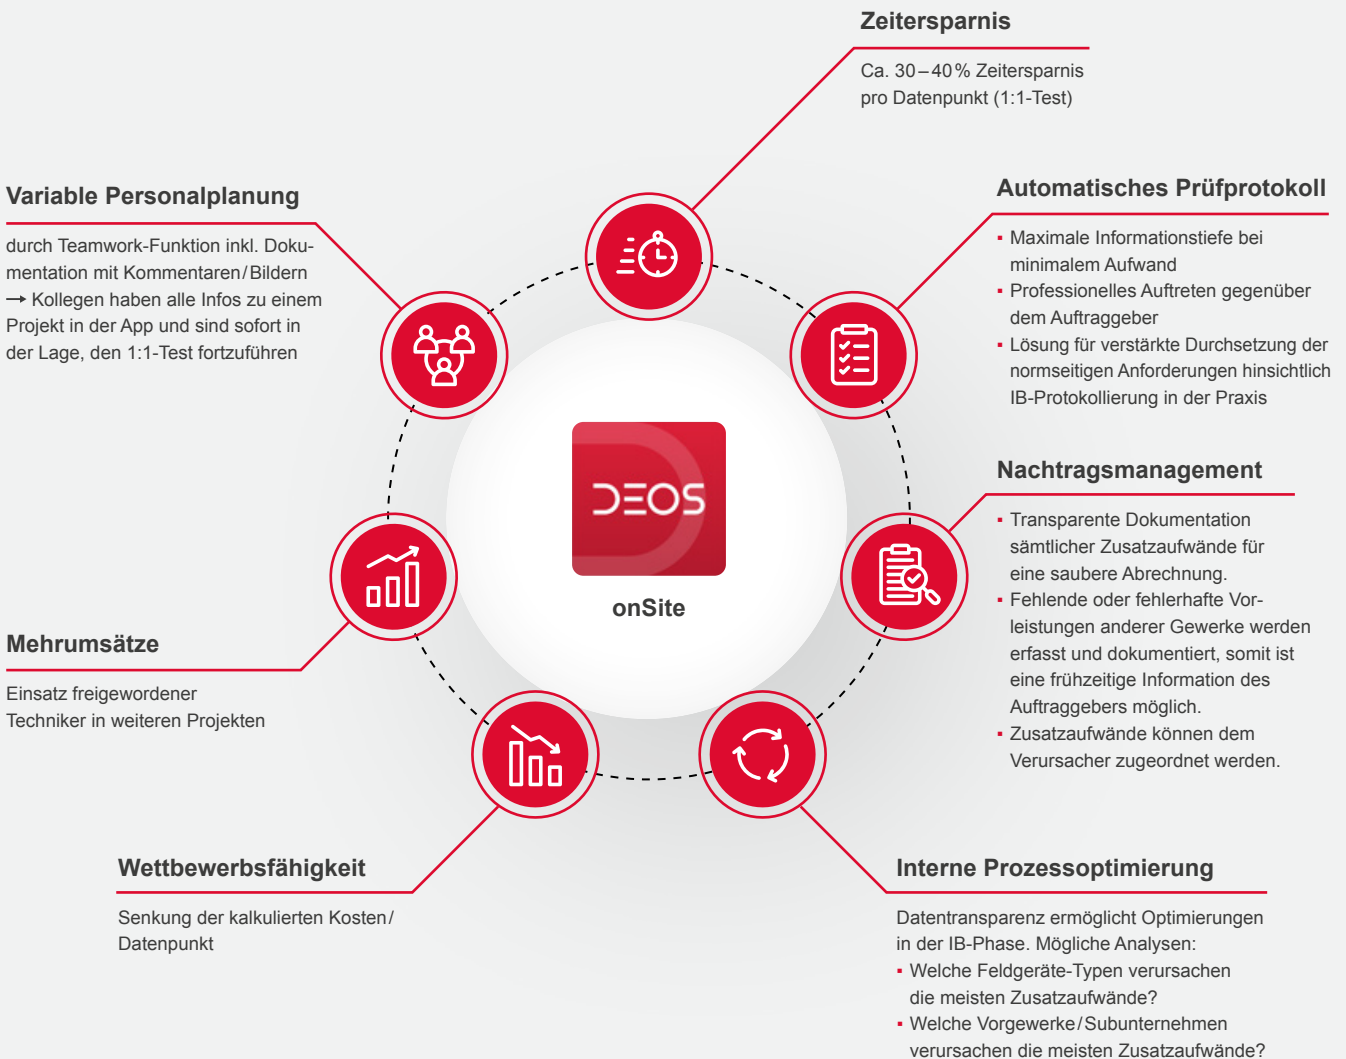 Zeitersparnis
Ca. 30–40% Zeitersparnis
pro Datenpunkt (1:1-Test)
Automatisches Prüfprotokoll
▪ Maximale Informationstiefe bei
minimalem Aufwand
▪ Professionelles Auftreten gegenüber
dem Auftraggeber
▪ Lösung für verstärkte Durchsetzung der
normseitigen Anforderungen hinsichtlich
IB-Protokollierung in der Praxis
Nachtragsmanagement
▪ Transparente Dokumentation
sämtlicher Zusatzaufwände für
eine saubere Abrechnung.
▪ Fehlende oder fehlerhafte Vor-
leistungen anderer Gewerke werden
erfasst und dokumentiert, somit ist
eine frühzeitige Information des
Auftraggebers möglich.
▪ Zusatzaufwände können dem
Verursacher zugeordnet werden.
Interne Prozessoptimierung
Datentransparenz ermöglicht Optimierungen
in der IB-Phase. Mögliche Analysen:
▪ Welche Feldgeräte-Typen verursachen
die meisten Zusatzaufwände?
▪ Welche Vorgewerke/Subunternehmen
verursachen die meisten Zusatzaufwände?
Wettbewerbsfähigkeit
Senkung der kalkulierten Kosten/
Datenpunkt
Mehrumsätze
Einsatz freigewordener
Techniker in weiteren Projekten
Variable Personalplanung
durch Teamwork-Funktion inkl. Doku-
mentation mit Kommentaren/Bildern
→ Kollegen haben alle Infos zu einem
Projekt in der App und sind sofort in
der Lage, den 1:1-Test fortzuführen
DEOS
onSite